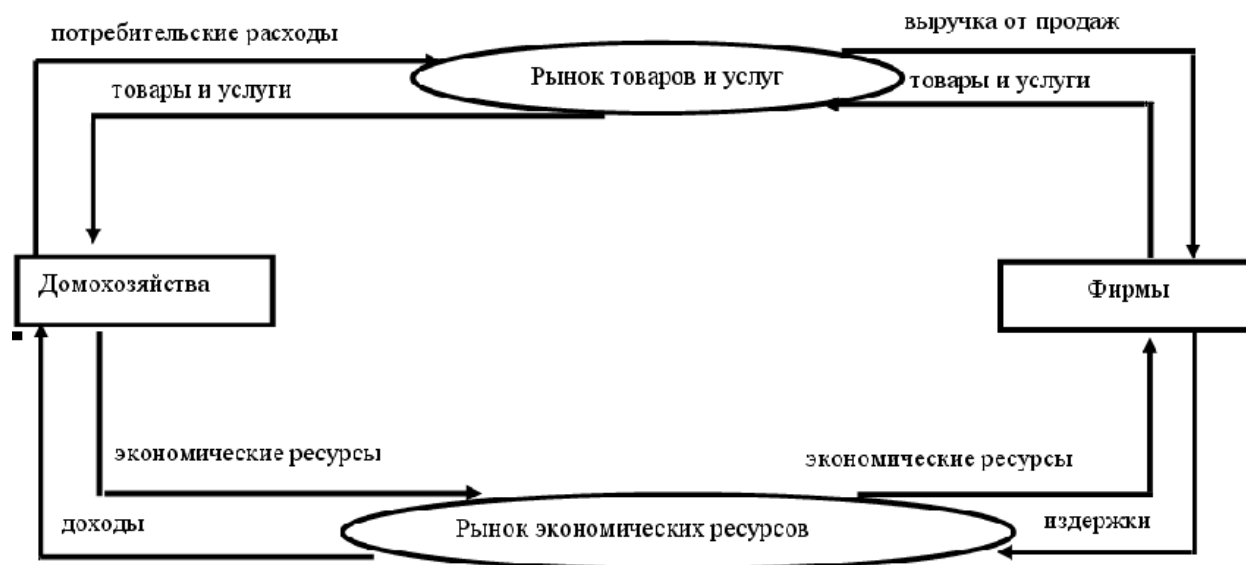 потребительские расходы
выручка от продаж
Рынок товаров и услуг
товары и услуги
товары и услуги
Домохозяйства
Фирмы
экономические ресурсы
экономические ресурсы
доходы
Рынок экономических ресурсов
издержки